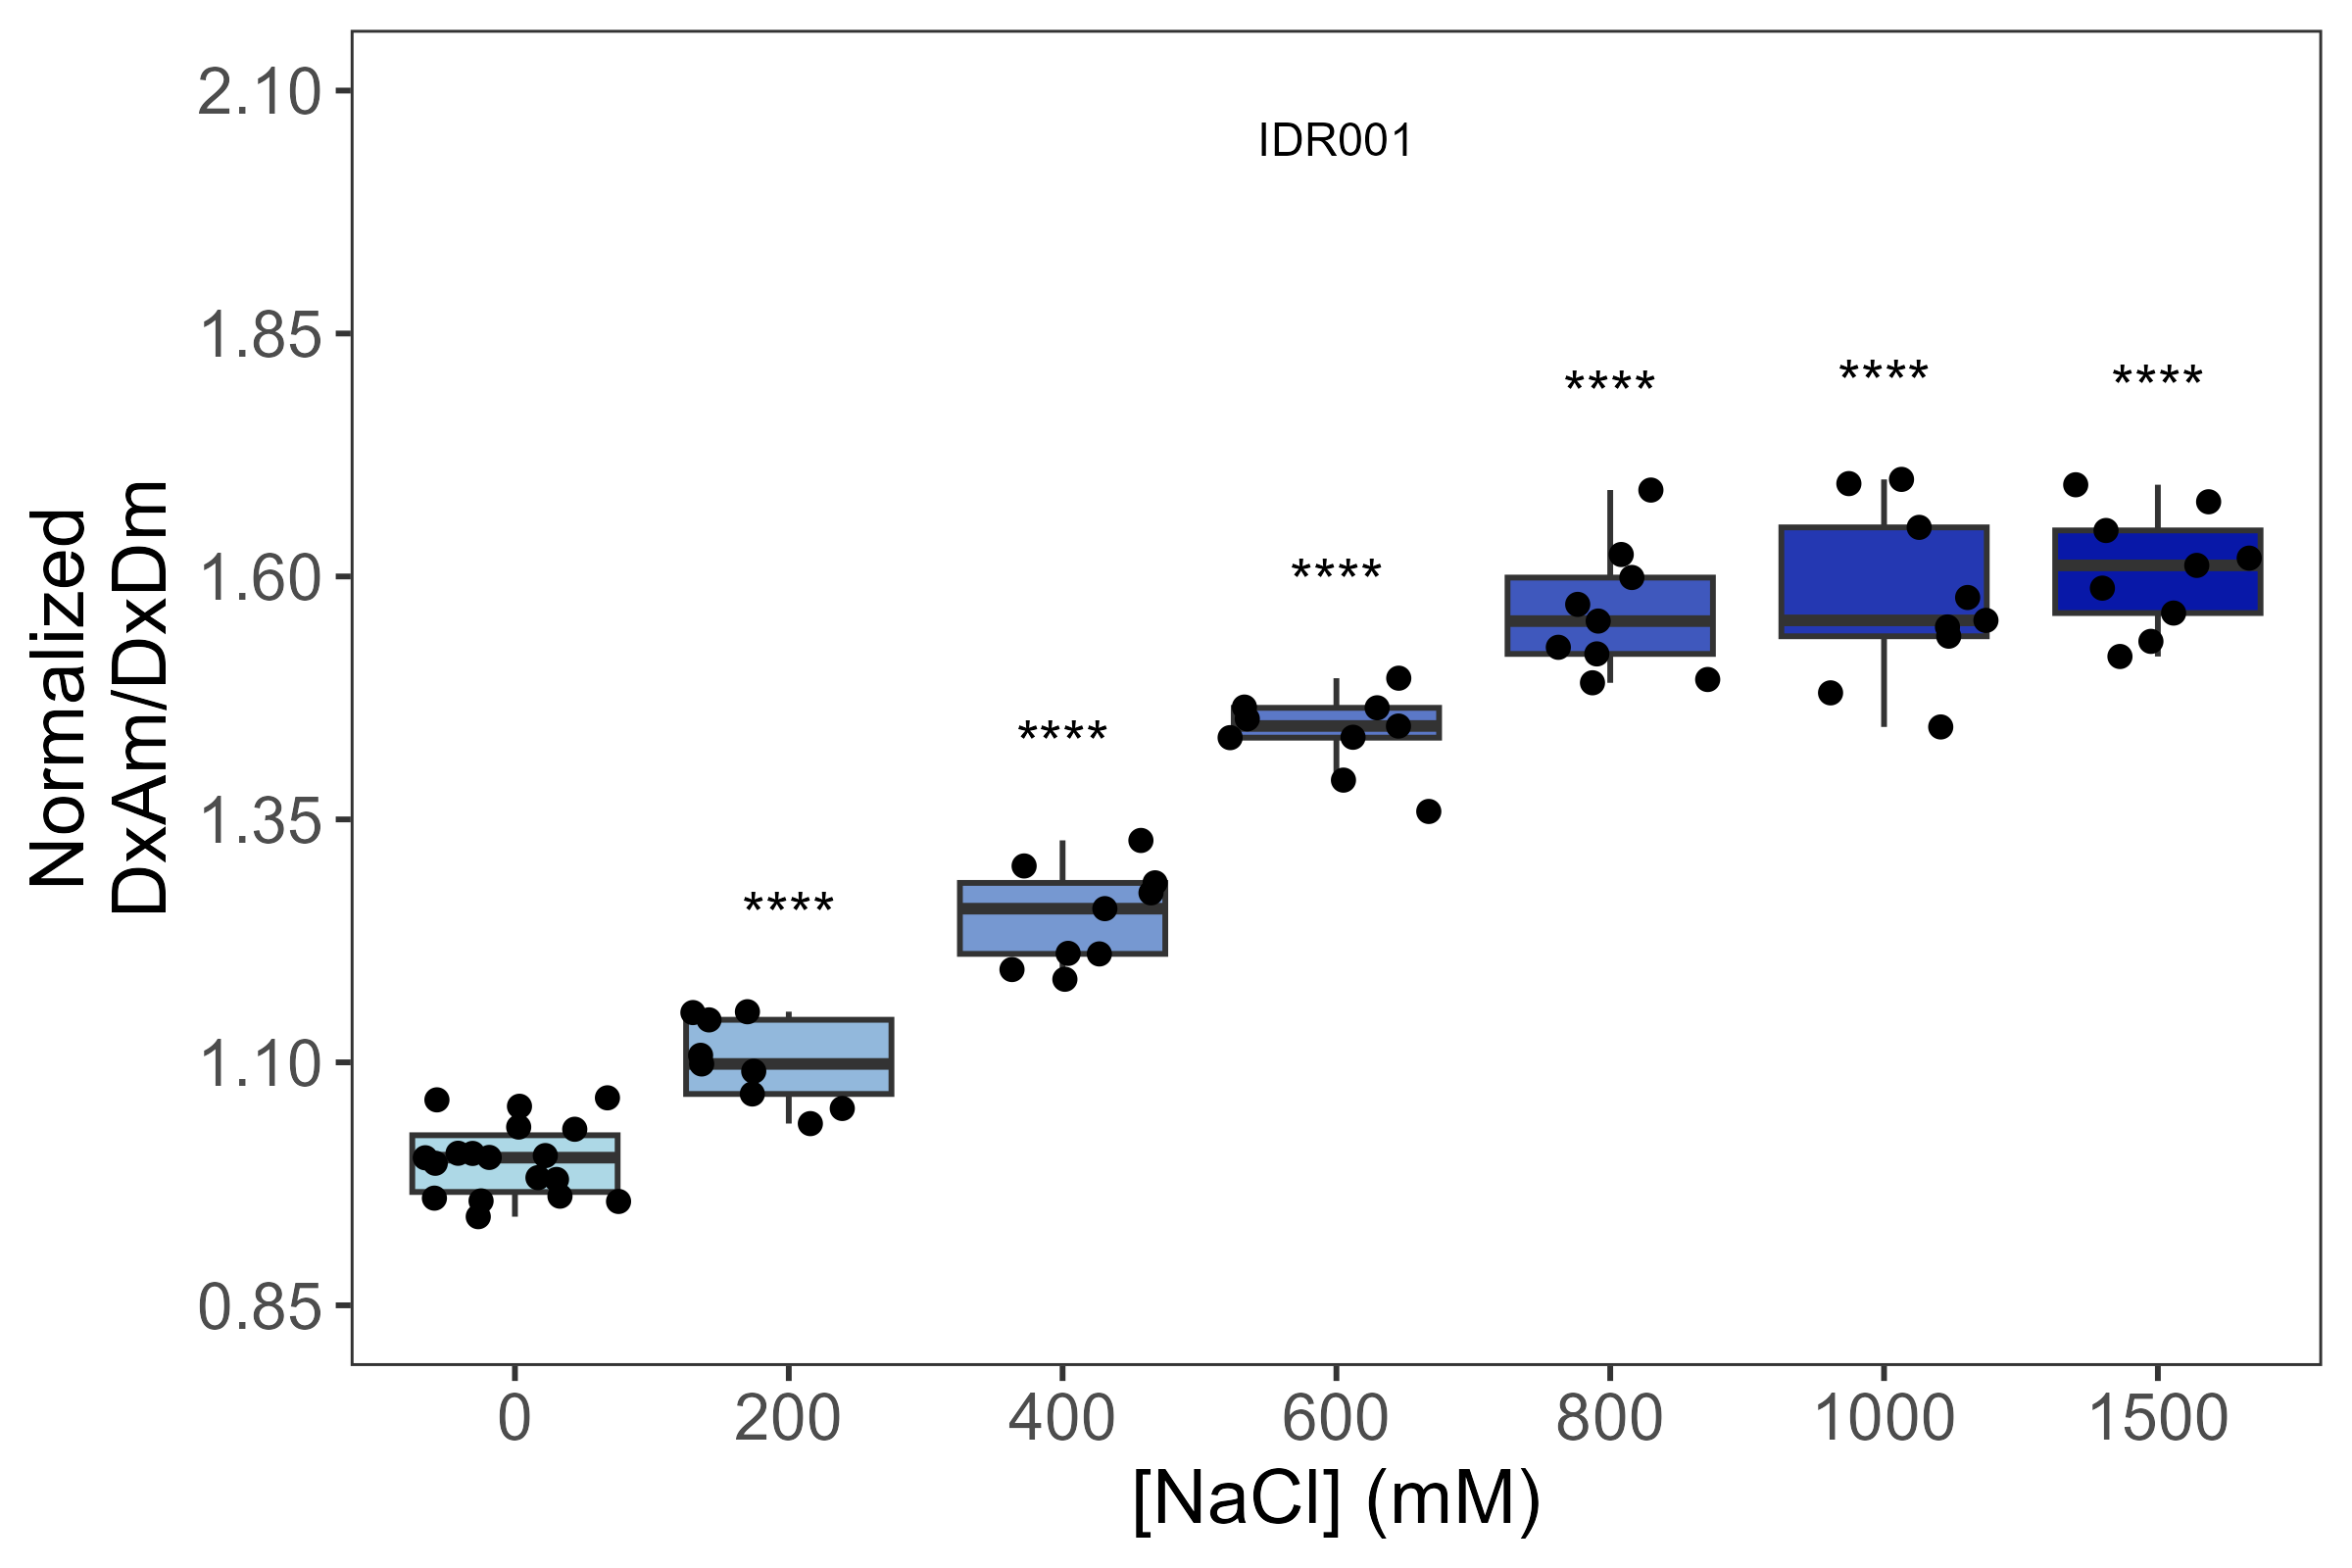 2.10
IDR001
1.85
**** **** ****
1.60
****
****
1.35
****
1.10
0.85
Normalized
DxAm/DxDm
0 200 400 600 800 1000 1500
[NaCl] (mM)